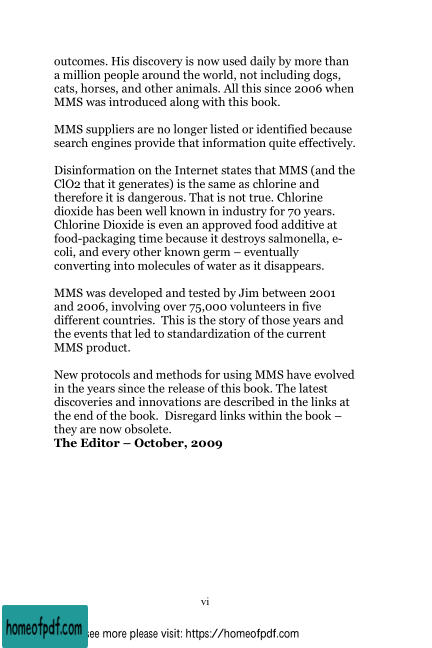 outcomes. His discovery is now used daily by more than
a million people around the world, not including dogs,
cats, horses, and other animals. All this since 2006 when
MMS was introduced along with this book.
MMS suppliers are no longer listed or identified because
search engines provide that information quite effectively.
Disinformation on the Internet states that MMS (and the
ClO2 that it generates) is the same as chlorine and
therefore it is dangerous. That is not true. Chlorine
dioxide has been well known in industry for 70 years.
Chlorine Dioxide is even an approved food additive at
food-packaging time because it destroys salmonella, e-
coli, and every other known germ – eventually
converting into molecules of water as it disappears.
MMS was developed and tested by Jim between 2001
and 2006, involving over 75,000 volunteers in five
different countries.  This is the story of those years and
the events that led to standardization of the current
MMS product.
New protocols and methods for using MMS have evolved
in the years since the release of this book. The latest
discoveries and innovations are described in the links at
the end of the book.  Disregard links within the book –
they are now obsolete.
The Editor – October, 2009
vi
homeofpdf.com
see more please visit: https://homeofpdf.com